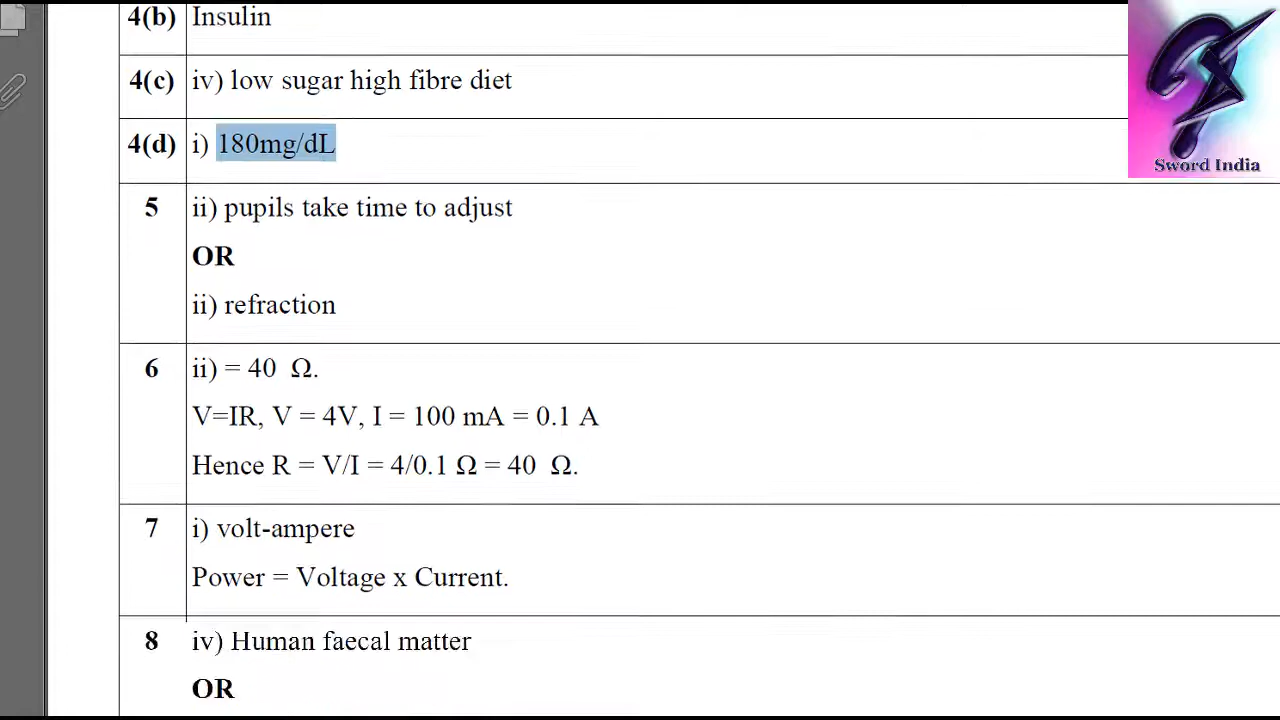 4(b) Insulin
4(c) iv) low sugar high fibre diet
4(d) i) 180mg/dL
5 ii) pupils take time to adjust
OR
ii) refraction
6 ii) = 40 Ω.
V=IR, V = 4V, I = 100 mA = 0.1 A
Hence R = V/I = 4/0.1 Ω = 40 Ω.
7 i) volt-ampere
Power = Voltage x Current.
8 iv) Human faecal matter
OR
Sword India